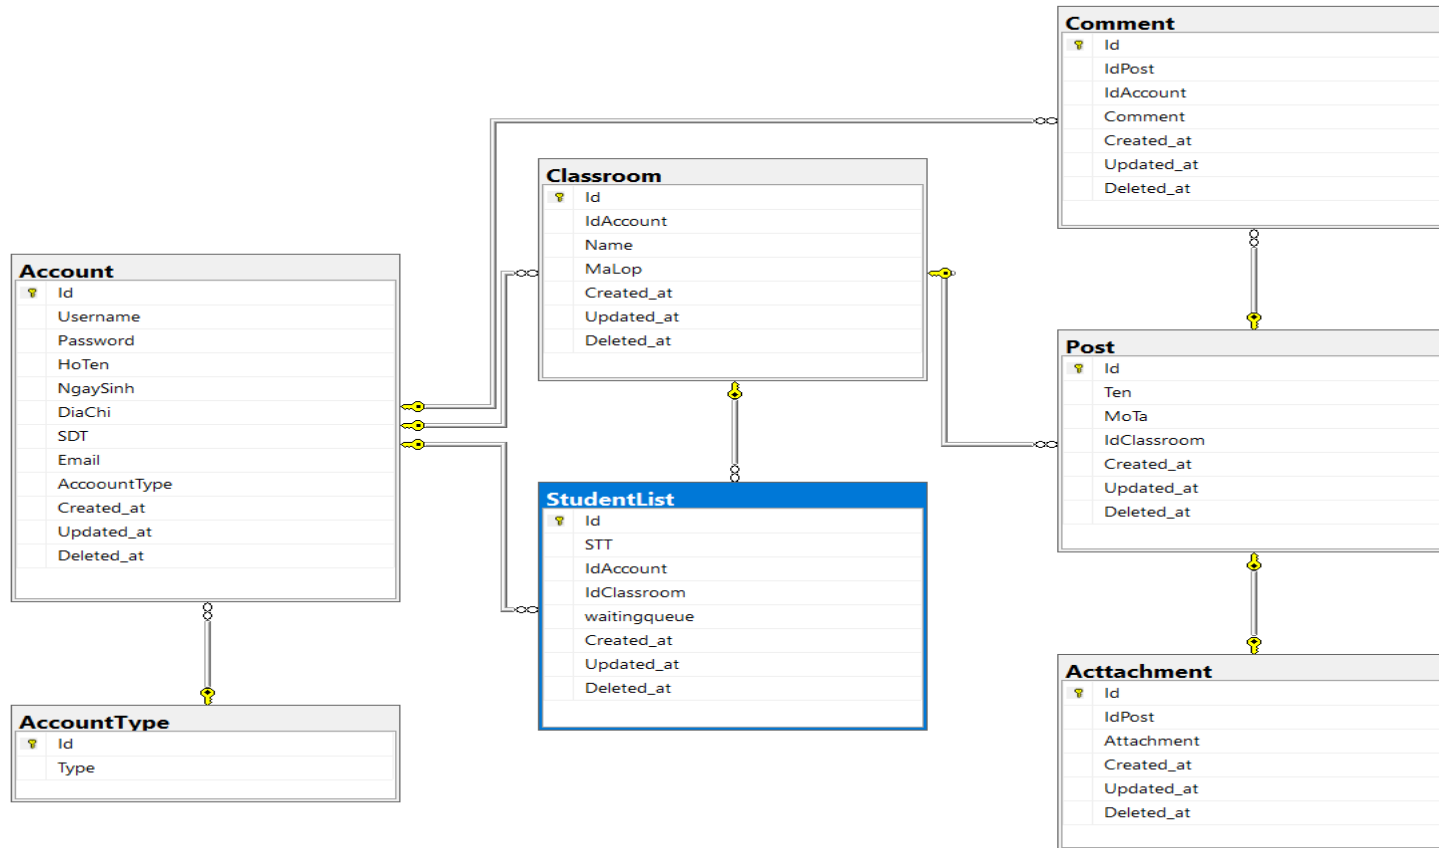 Comment
Id
IdPost
IdAccount
Comment
Created_at
Updated_at
Deleted_at
Classroom
Id
IdAccount
Name
MaLop
Created_at
Updated_at
Deleted_at
Account
Id
Username
Password
HoTen
NgaySinh
DiaChi
SDT
Email
AccoountType
Created_at
Updated_at
Deleted_at
Post
Id
Ten
MoTa
IdClassroom
Created_at
Updated_at
Deleted_at
StudentList
Id
STT
IdAccount
IdClassroom
waitingqueue
Created_at
Updated_at
Deleted_at
AccountType
Id
Type
Acttachment
Id
IdPost
Attachment
Created_at
Updated_at
Deleted_at